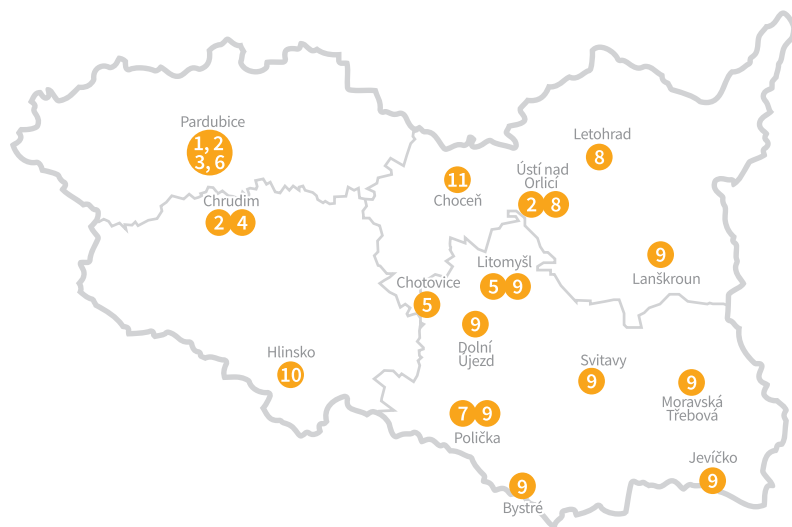 Pardubice
1, 2
3, 6
Chrudim
2 4
11
Choceň
Letohrad
8
Ústí nad
Orlicí
2 8
9
Lanškroun
Litomyšl
5 9
Chotovice
5
9
Dolní
Újezd
Hlinsko
10
Svitavy
9
9
Moravská
Třebová
7 9
Polička
9
Bystré
Jevíčko
9